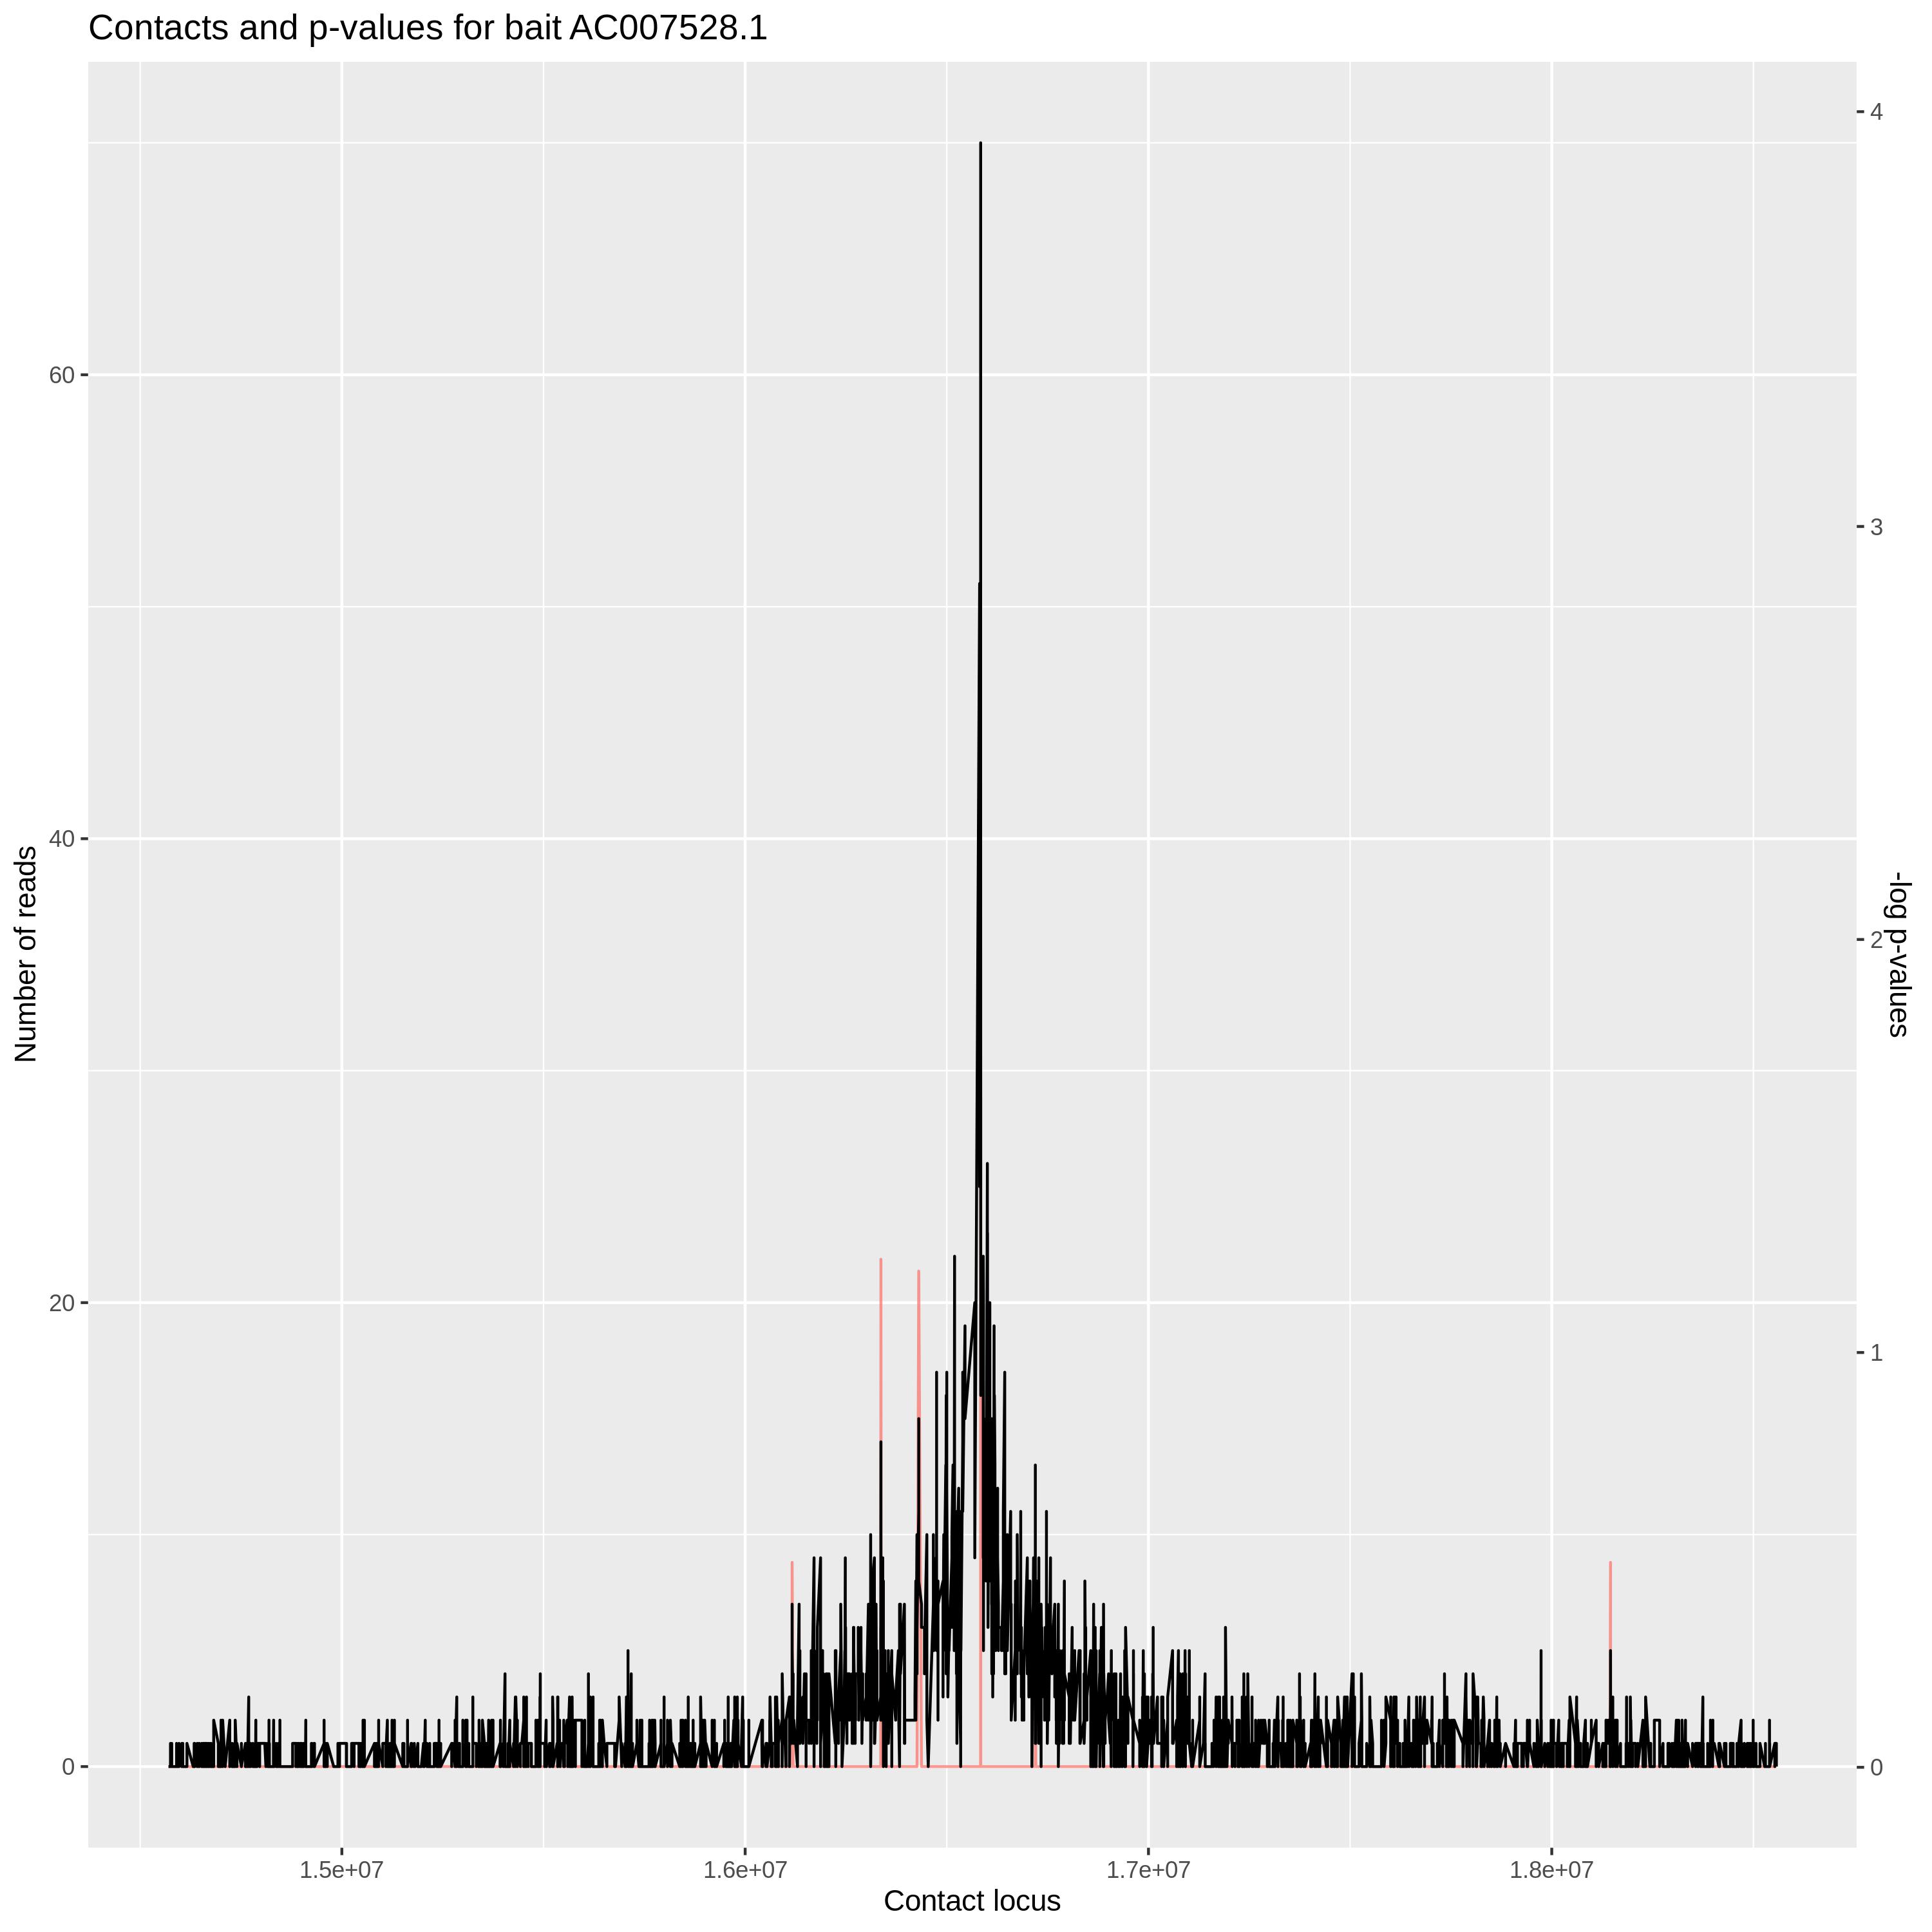 Contacts and p-values for bait AC007528.1
4
60
3
40
2
20
1
0
0
Number of reads
-log p-values
1.5e+07
1.6e+07
1.7e+07
1.8e+07
Contact locus